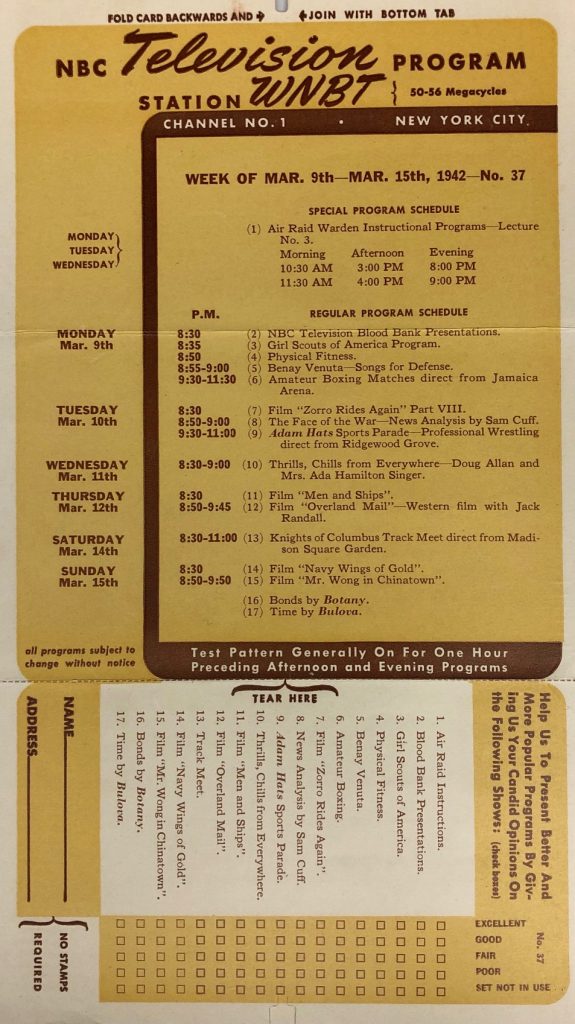 FOLD CARD BACKWARDS AND → ← JOIN WITH BOTTOM TAB
NBC Television PROGRAM
STATION WNBT } 50-56 Megacycles
CHANNEL NO. 1 • NEW YORK CITY
WEEK OF MAR. 9th—MAR. 15th, 1942—No. 37
SPECIAL PROGRAM SCHEDULE
MONDAY
TUESDAY
WEDNESDAY
(1) Air Raid Warden Instructional Programs—Lecture
No. 3.
Morning Afternoon Evening
10:30 AM 3:00 PM 8:00 PM
11:30 AM 4:00 PM 9:00 PM
P.M. REGULAR PROGRAM SCHEDULE
MONDAY
Mar. 9th
8:30 (2) NBC Television Blood Bank Presentations.
8:35 (3) Girl Scouts of America Program.
8:50 (4) Physical Fitness.
8:55-9:00 (5) Benay Venuta—Songs for Defense.
9:30-11:30 (6) Amateur Boxing Matches direct from Jamaica
Arena.
TUESDAY
Mar. 10th
8:30 (7) Film "Zorro Rides Again" Part VIII.
8:50-9:00 (8) The Face of the War—News Analysis by Sam Cuff.
9:30-11:00 (9) Adam Hats Sports Parade—Professional Wrestling
direct from Ridgewood Grove.
WEDNESDAY
Mar. 11th
8:30-9:00 (10) Thrills, Chills from Everywhere—Doug Allan and
Mrs. Ada Hamilton Singer.
THURSDAY
Mar. 12th
8:30 (11) Film "Men and Ships".
8:50-9:45 (12) Film "Overland Mail"—Western film with Jack
Randall.
SATURDAY
Mar. 14th
8:30-11:00 (13) Knights of Columbus Track Meet direct from Madi-
son Square Garden.
SUNDAY
Mar. 15th
8:30 (14) Film "Navy Wings of Gold".
8:50-9:50 (15) Film "Mr. Wong in Chinatown".
(16) Bonds by Botany.
(17) Time by Bulova.
all programs subject to
change without notice
Test Pattern Generally On For One Hour
Preceding Afternoon and Evening Programs
TEAR HERE
Help Us To Present Better And
More Popular Programs By Giv-
ing Us Your Candid Opinions On
the Following Shows: (check boxes)
No. 37
EXCELLENT
GOOD
FAIR
POOR
SET NOT IN USE
1. Air Raid Instructions.
2. Blood Bank Presentations.
3. Girl Scouts of America.
4. Physical Fitness.
5. Benay Venuta.
6. Amateur Boxing.
7. Film "Zorro Rides Again".
8. News Analysis by Sam Cuff.
9. Adam Hats Sports Parade.
10. Thrills, Chills from Everywhere.
11. Film "Men and Ships".
12. Film "Overland Mail".
13. Track Meet.
14. Film "Navy Wings of Gold".
15. Film "Mr. Wong in Chinatown".
16. Bonds by Botany.
17. Time by Bulova.
NAME
ADDRESS
NO STAMPS
REQUIRED